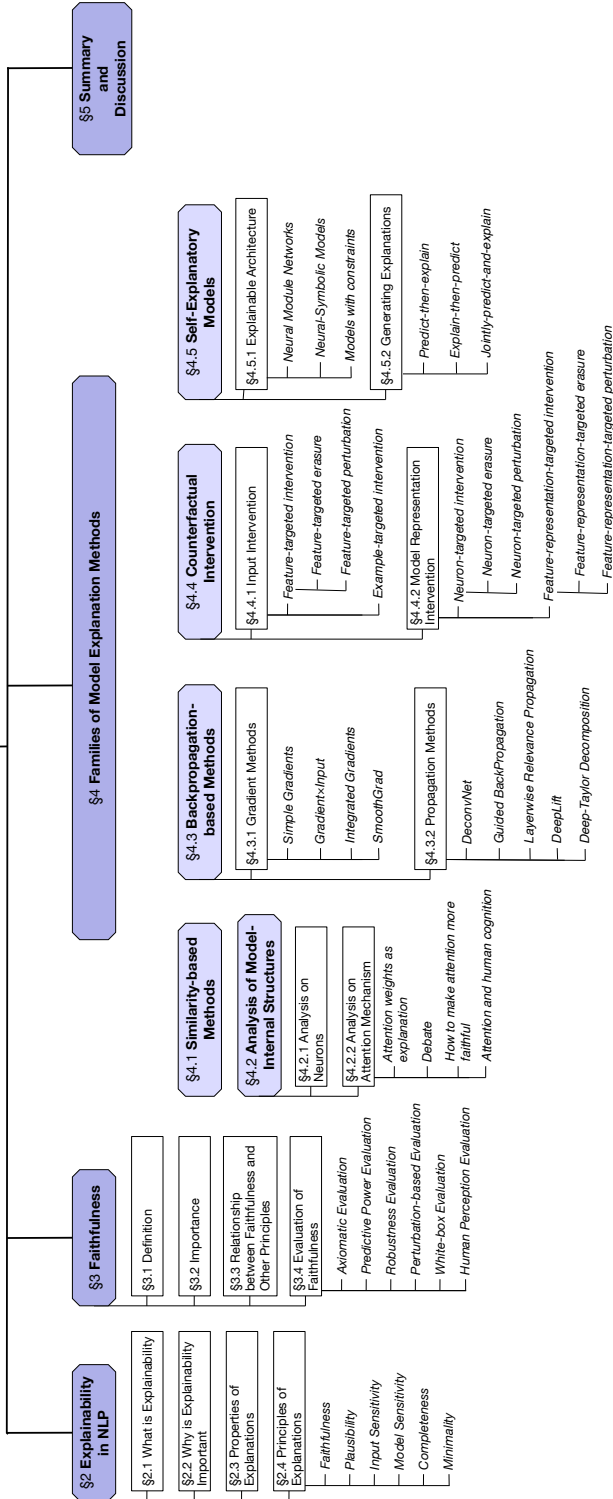 §2 Explainability
in NLP
§2.1 What is Explainability
§2.2 Why is Explainability
Important
§2.3 Properties of
Explanations
§2.4 Principles of
Explanations
Faithfulness
Plausibility
Input Sensitivity
Model Sensitivity
Completeness
Minimality
§3 Faithfulness
§3.1 Definition
§3.2 Importance
§3.3 Relationship
between Faithfulness and
Other Principles
§3.4 Evaluation of
Faithfulness
Axiomatic Evaluation
Predictive Power Evaluation
Robustness Evaluation
Perturbation-based Evaluation
White-box Evaluation
Human Perception Evaluation
§4 Families of Model Explanation Methods
§4.1 Similarity-based
Methods
§4.2 Analysis of Model-
Internal Structures
§4.2.1 Analysis on
Neurons
§4.2.2 Analysis on
Attention Mechanism
Attention weights as
explanation
Debate
How to make attention more
faithful
Attention and human cognition
§4.3 Backpropagation-
based Methods
§4.3.1 Gradient Methods
Simple Gradients
Gradient×Input
Integrated Gradients
SmoothGrad
§4.3.2 Propagation Methods
DeconvNet
Guided BackPropagation
Layerwise Relevance Propagation
DeepLift
Deep-Taylor Decomposition
§4.4 Counterfactual
Intervention
§4.4.1 Input Intervention
Feature-targeted intervention
Feature-targeted erasure
Feature-targeted perturbation
Example-targeted intervention
§4.4.2 Model Representation
Intervention
Neuron-targeted intervention
Neuron-targeted erasure
Neuron-targeted perturbation
Feature-representation-targeted intervention
Feature-representation-targeted erasure
Feature-representation-targeted perturbation
§4.5 Self-Explanatory
Models
§4.5.1 Explainable Architecture
Neural Module Networks
Neural-Symbolic Models
Models with constraints
§4.5.2 Generating Explanations
Predict-then-explain
Explain-then-predict
Jointly-predict-and-explain
§5 Summary
and
Discussion